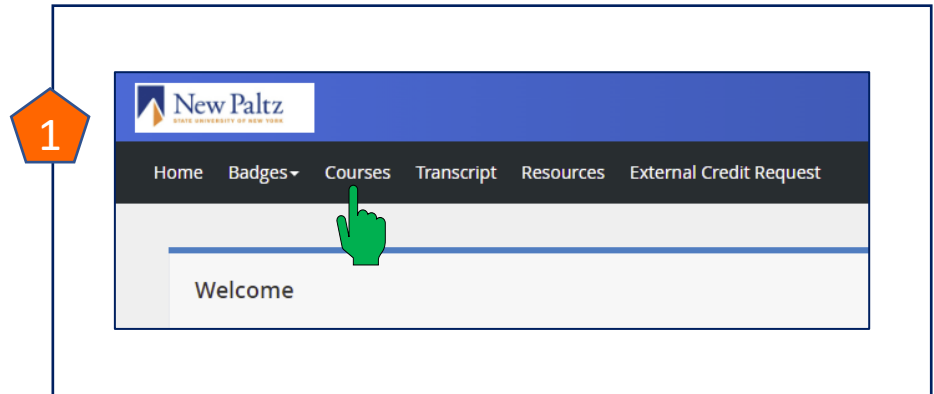 New Paltz
STATE UNIVERSITY OF NEW YORK
1
Home Badges Courses Transcript Resources External Credit Request
Welcome